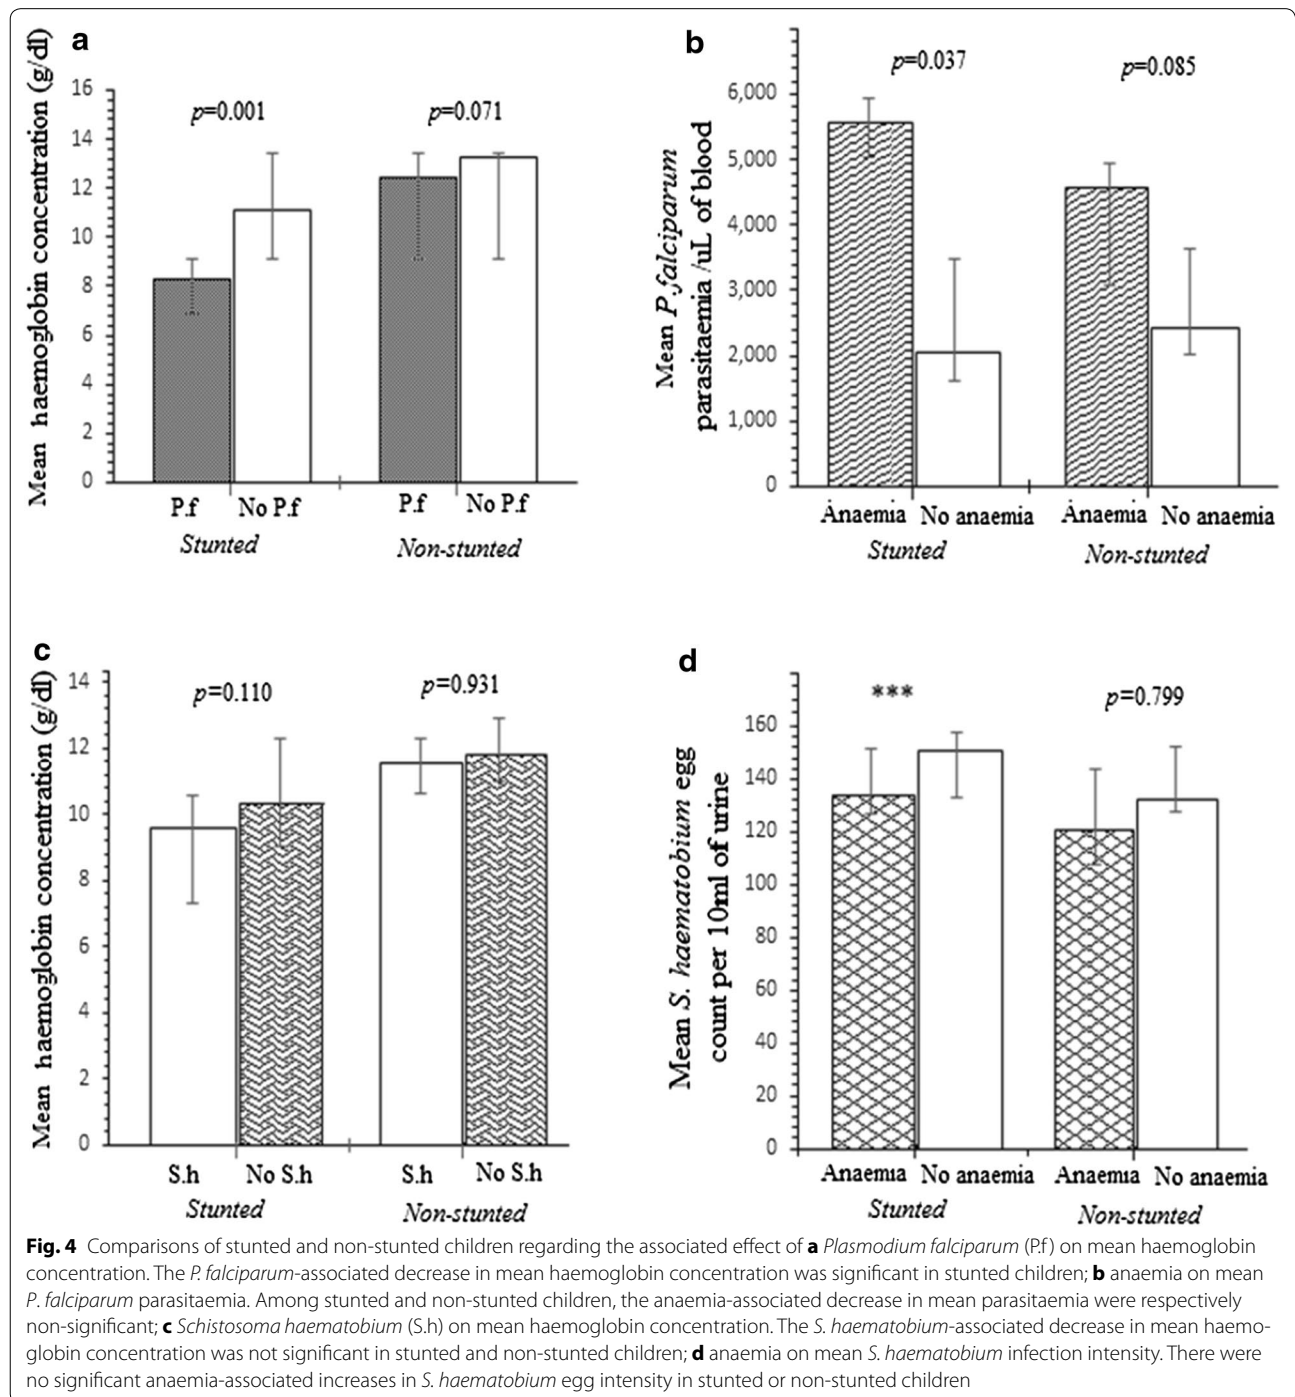 a
Mean haemoglobin concentration (g/dl)
16
14
12
10
8
6
4
2
0
p=0.001
p=0.071
P.f
No P.f
P.f
No P.f
Stunted
Non-stunted
b
Mean P.falciparum
parasitaemia /uL of blood
6,000
5,000
4,000
3,000
2,000
1,000
0
p=0.037
p=0.085
Anaemia
No anaemia
Anaemia
No anaemia
Stunted
Non-stunted
c
Mean haemoglobin concentration (g/dl)
14
12
10
8
6
4
2
0
p=0.110
p=0.931
S.h
No S.h
S.h
No S.h
Stunted
Non-stunted
d
Mean S. haematobium egg
count per 10ml of urine
160
140
120
100
80
60
40
20
0
***
p=0.799
Anaemia
No anaemia
Anaemia
No anaemia
Stunted
Non-stunted
Fig. 4 Comparisons of stunted and non-stunted children regarding the associated effect of a Plasmodium falciparum (P.f) on mean haemoglobin
concentration. The P. falciparum-associated decrease in mean haemoglobin concentration was significant in stunted children; b anaemia on mean
P. falciparum parasitaemia. Among stunted and non-stunted children, the anaemia-associated decrease in mean parasitaemia were respectively
non-significant; c Schistosoma haematobium (S.h) on mean haemoglobin concentration. The S. haematobium-associated decrease in mean haemo-
globin concentration was not significant in stunted and non-stunted children; d anaemia on mean S. haematobium infection intensity. There were
no significant anaemia-associated increases in S. haematobium egg intensity in stunted or non-stunted children